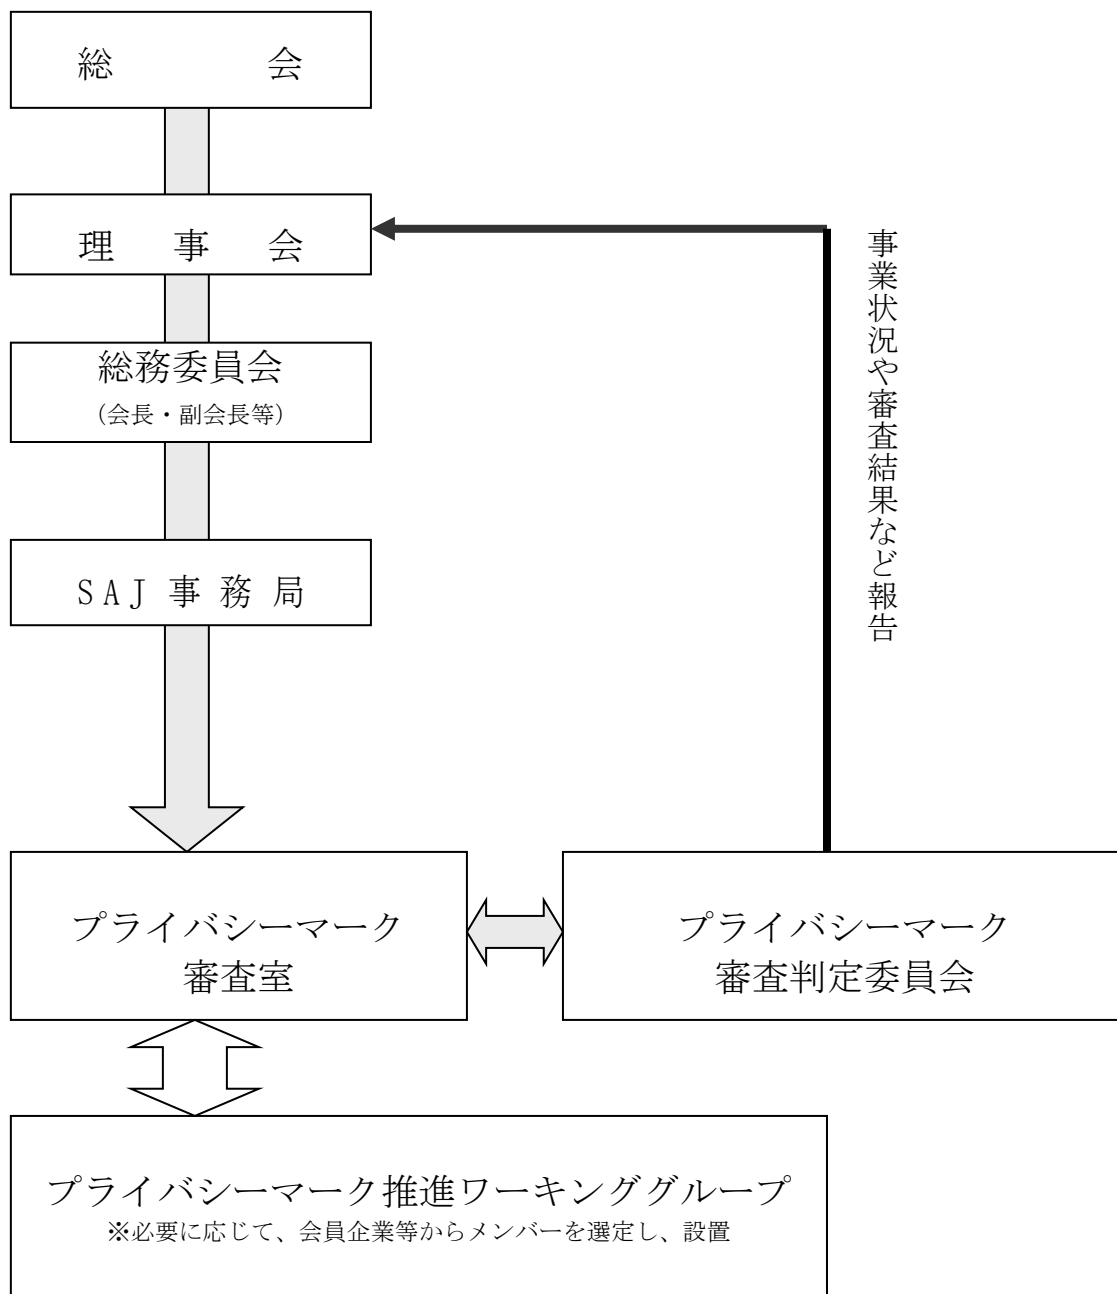 総会
理事会
総務委員会
(会長・副会長等)
SAJ事務局
事業状況や審査結果など報告
プライバシーマーク
審査室
プライバシーマーク
審査判定委員会
プライバシーマーク推進ワーキンググループ
※必要に応じて、会員企業等からメンバーを選定し、設置